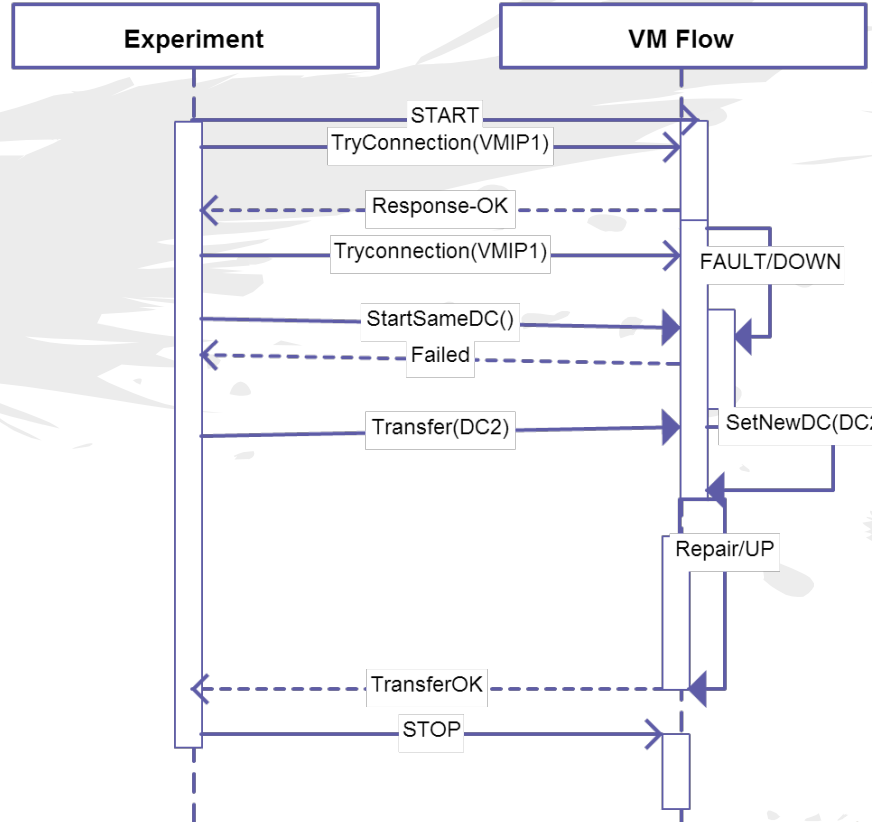 Experiment
VM Flow
START
TryConnection(VMIP1)
Response-OK
Tryconnection(VMIP1)
FAULT/DOWN
StartSameDC()
Failed
Transfer(DC2)
SetNewDC(DC2
Repair/UP
TransferOK
STOP